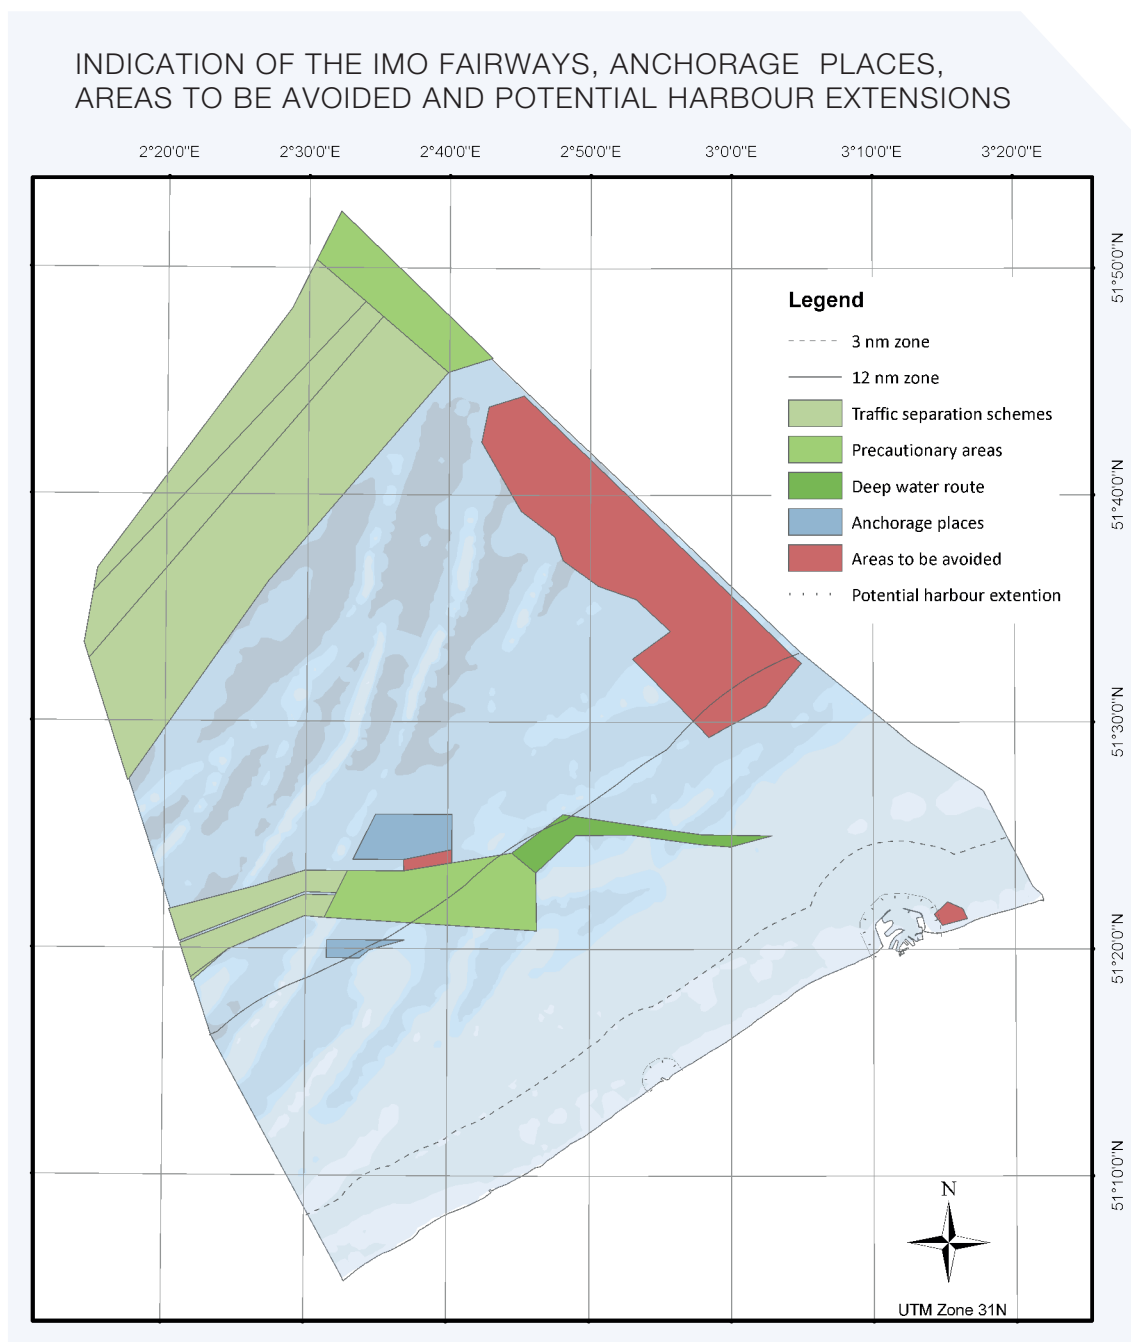 INDICATION OF THE IMO FAIRWAYS, ANCHORAGE PLACES,
AREAS TO BE AVOIDED AND POTENTIAL HARBOUR EXTENSIONS
2°20'0"E 2°30'0"E 2°40'0"E 2°50'0"E 3°0'0"E 3°10'0"E 3°20'0"E
51°50'0"N
51°40'0"N
51°30'0"N
51°20'0"N
51°10'0"N
Legend
3 nm zone
12 nm zone
Traffic separation schemes
Precautionary areas
Deep water route
Anchorage places
Areas to be avoided
Potential harbour extention
N
UTM Zone 31N